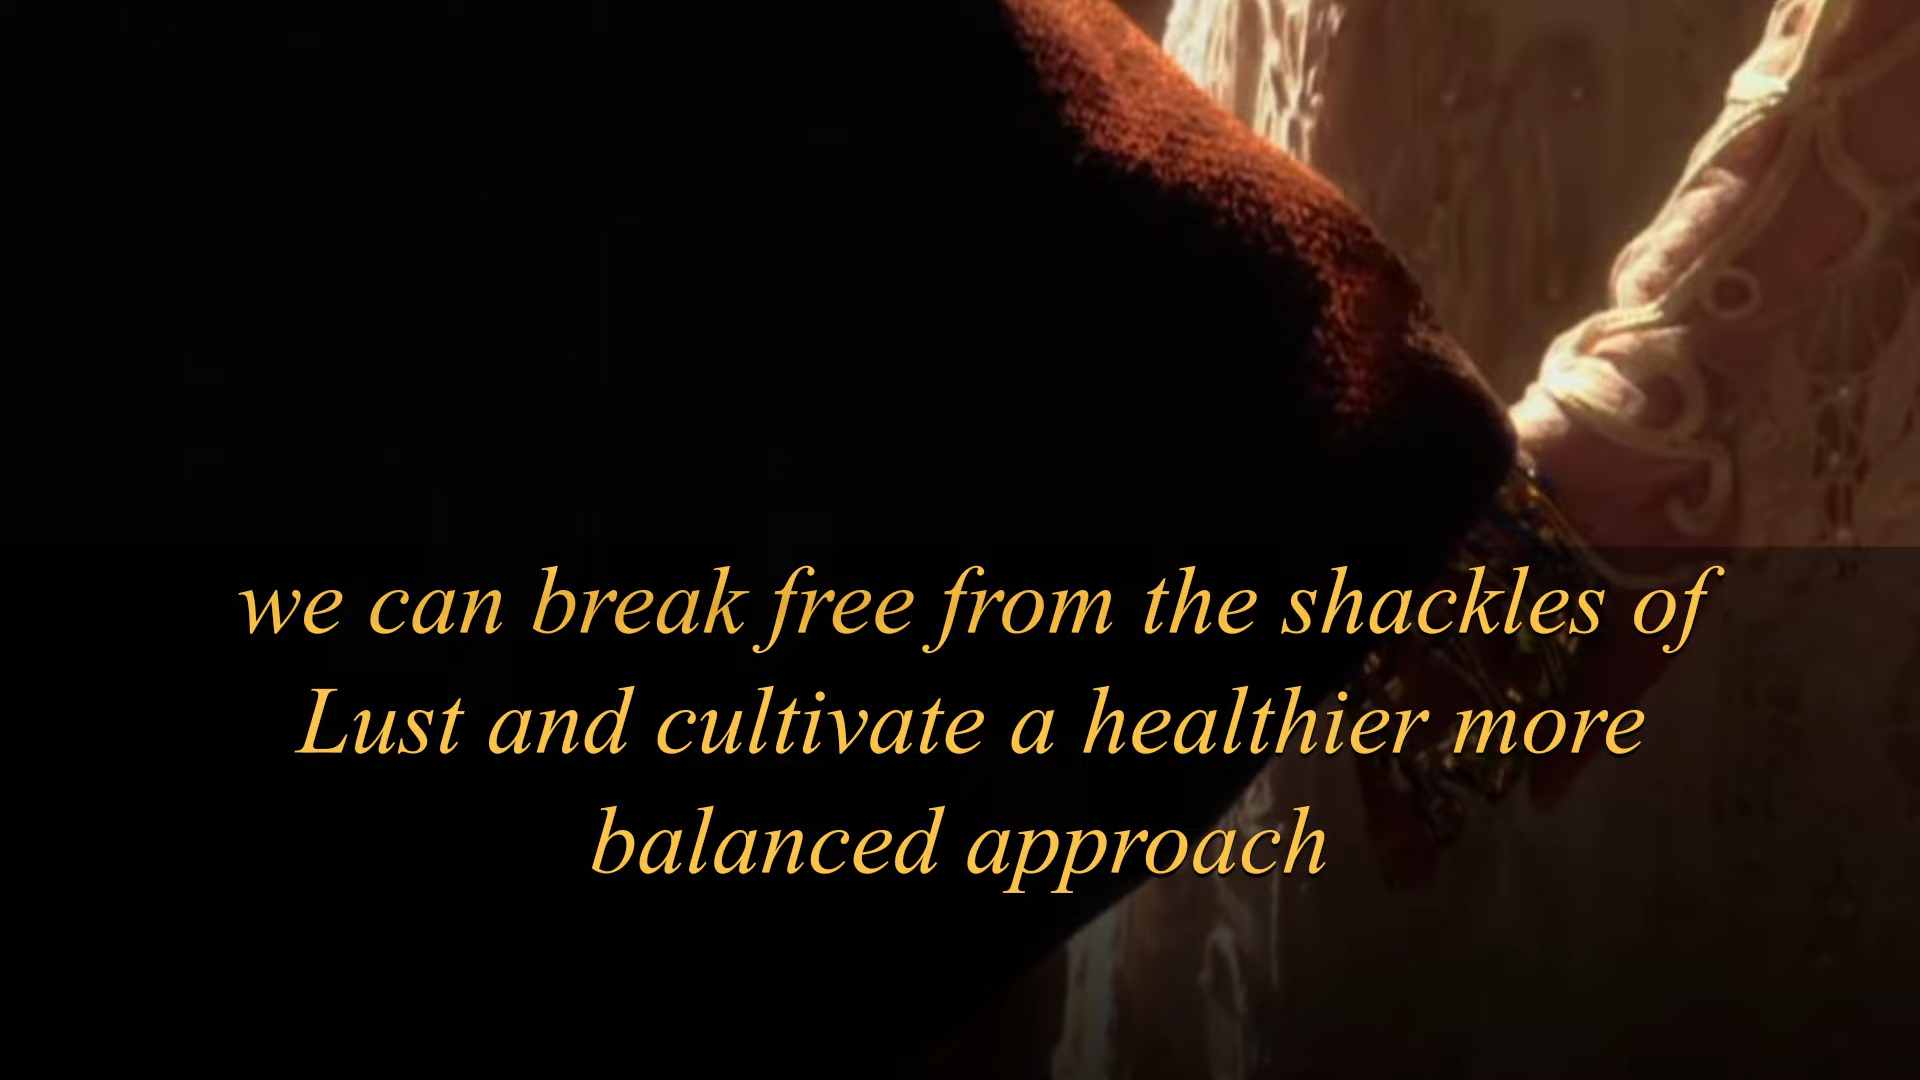 we can break free from the shackles of
Lust and cultivate a healthier more
balanced approach